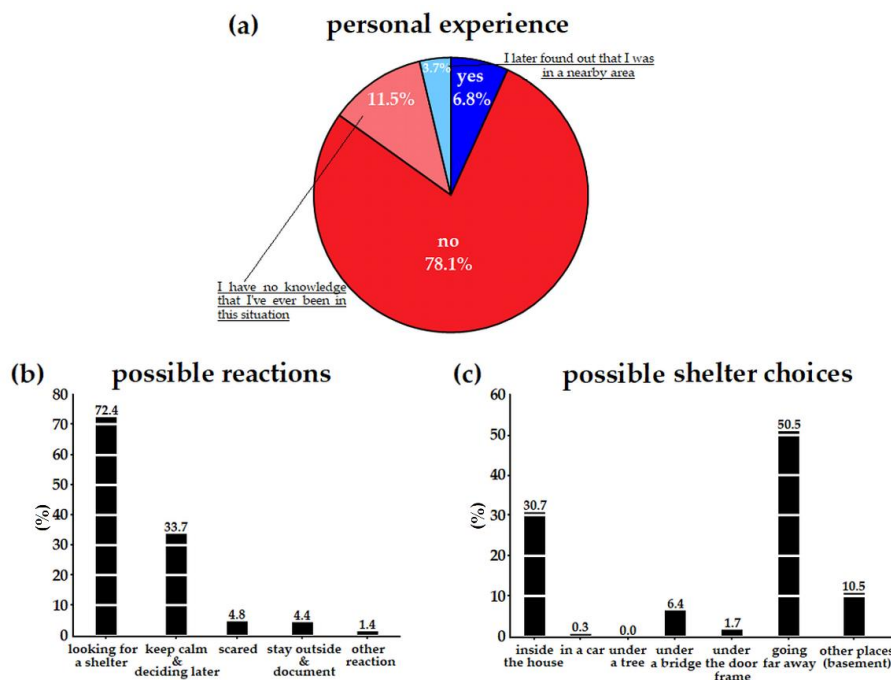 (a) personal experience
I later found out that I was
in a nearby area
3.7%
yes
6.8%
11.5%
no
78.1%
I have no knowledge
that I've ever been in
this situation
(b) possible reactions
80
70
60
50
40
30
20
10
0
(%)
72.4
33.7
4.8
4.4
1.4
looking for
a shelter
keep calm
&
deciding later
scared
stay outside
&
document
other
reaction
(c) possible shelter choices
60
50
40
30
20
10
0
(%)
30.7
0.3
0.0
6.4
1.7
50.5
10.5
inside
the house
in a car
under
a tree
under
a bridge
under
the door
frame
going
far away
other places
(basement)